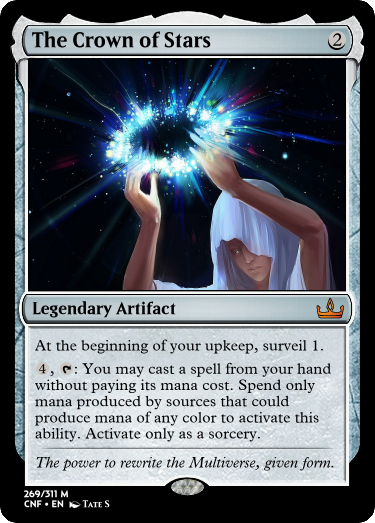 The Crown of Stars 2
Legendary Artifact
At the beginning of your upkeep, surveil 1.
4, : You may cast a spell from your hand
without paying its mana cost. Spend only
mana produced by sources that could
produce mana of any color to activate this
ability. Activate only as a sorcery.
The power to rewrite the Multiverse, given form.
269/311 M
CNF • EN Tate S